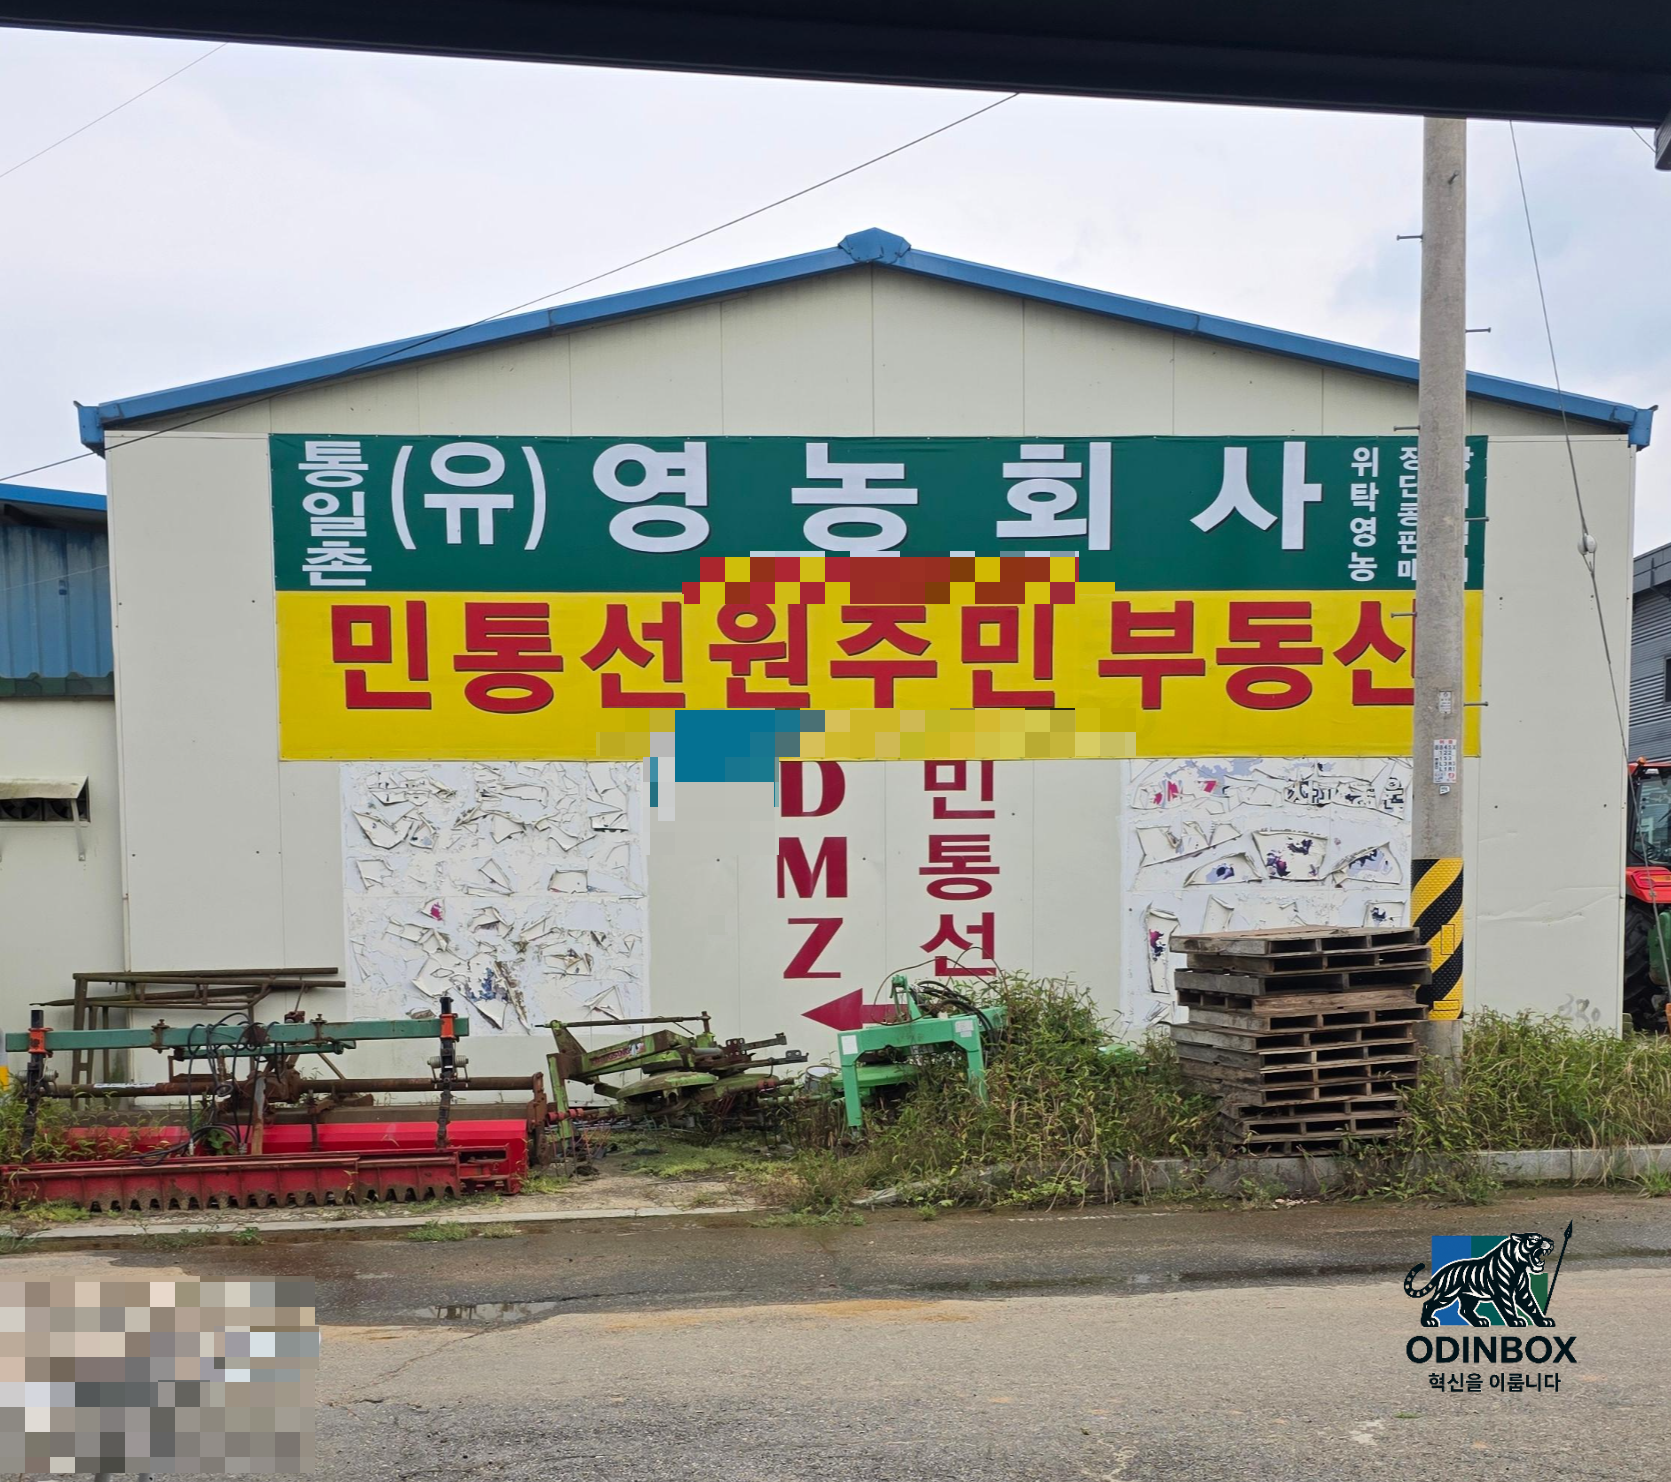 통일촌
(유)영농회사
위탁영농
민통선원주민 부동산
DMZ
민통선
ODINBOX
혁신을 이룹니다